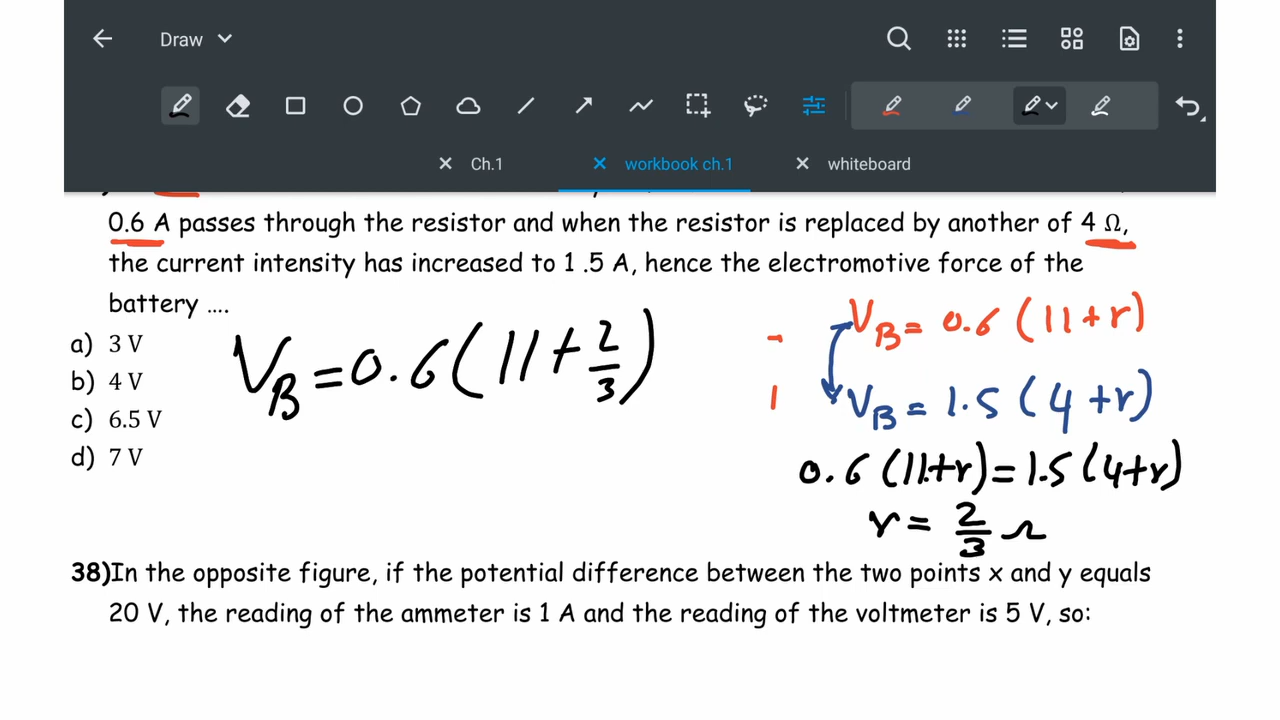 Draw
Ch.1
workbook ch.1
whiteboard
0.6 A passes through the resistor and when the resistor is replaced by another of 4 Ω,
the current intensity has increased to 1 .5 A, hence the electromotive force of the
battery ....
a) 3 V
b) 4 V
c) 6.5 V
d) 7 V
V_B = 0.6 ( 11 + 2/3 )
V_B = 0.6 ( 11 + r )
V_B = 1.5 ( 4 + r )
0.6 (11+r) = 1.5 (4+r)
r = 2/3 Ω
38)In the opposite figure, if the potential difference between the two points x and y equals
20 V, the reading of the ammeter is 1 A and the reading of the voltmeter is 5 V, so: